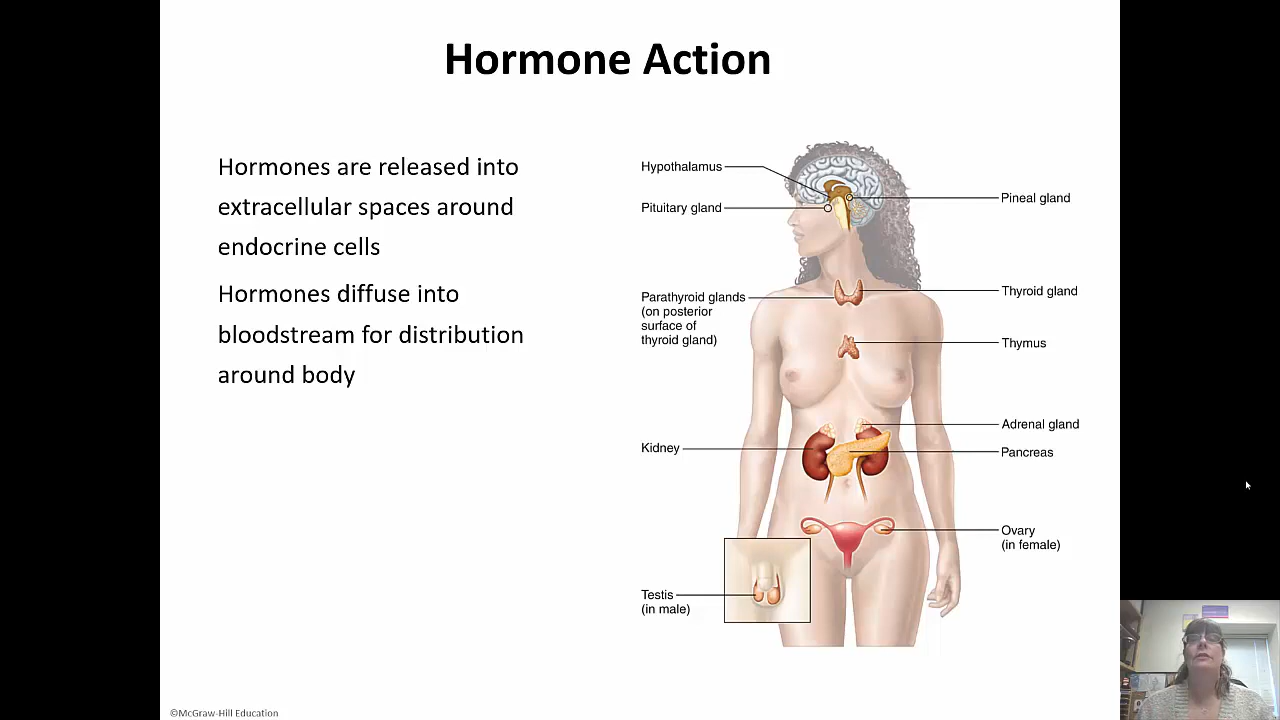 Hormone Action
Hormones are released into
extracellular spaces around
endocrine cells
Hormones diffuse into
bloodstream for distribution
around body
Hypothalamus
Pituitary gland
Pineal gland
Parathyroid glands
(on posterior
surface of
thyroid gland)
Thyroid gland
Thymus
Adrenal gland
Kidney
Pancreas
Ovary
(in female)
Testis
(in male)
©McGraw-Hill Education